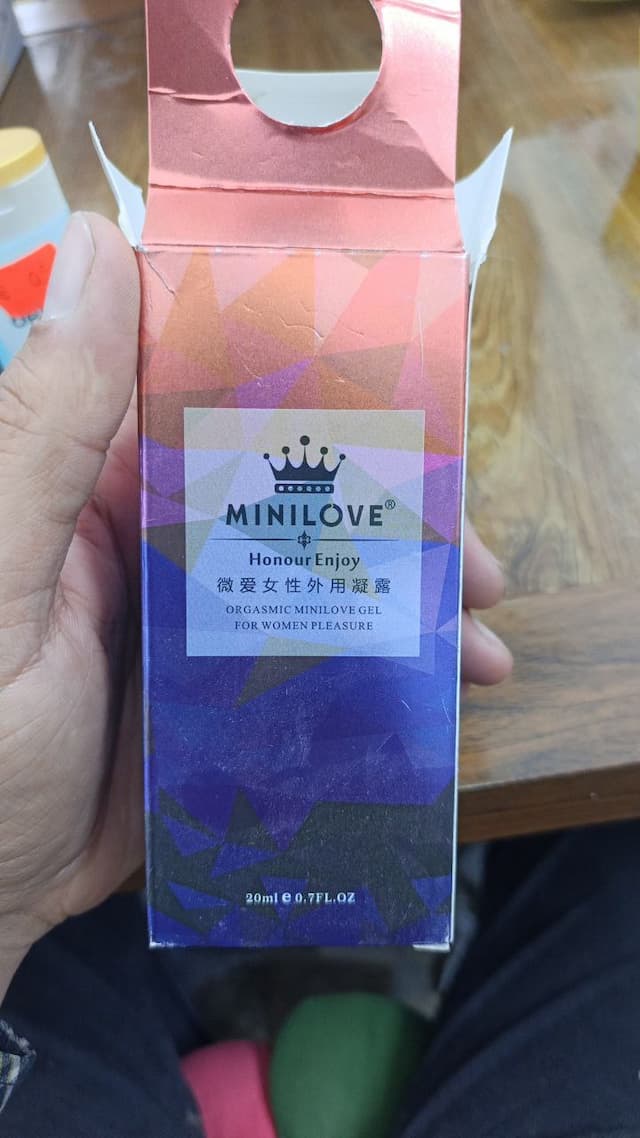 MINILOVE®
Honour Enjoy
微爱女性外用凝露
ORGASMIC MINILOVE GEL
FOR WOMEN PLEASURE
20ml e 0.7FL.OZ